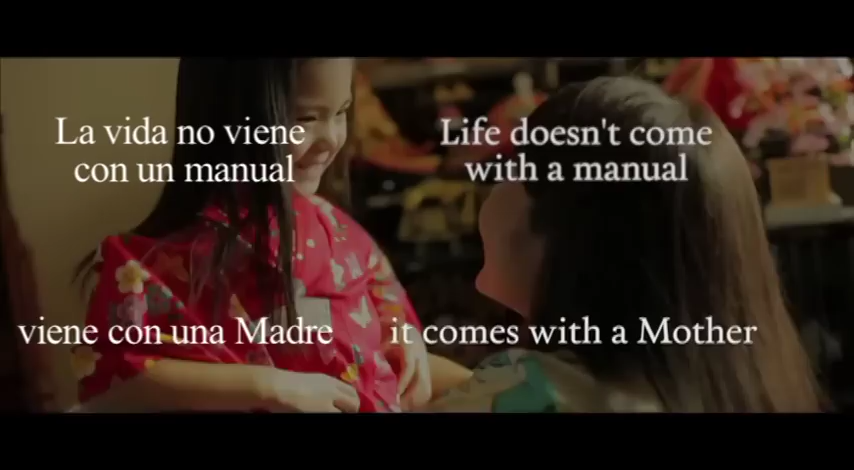 La vida no viene
con un manual
Life doesn't come
with a manual
viene con una Madre
it comes with a Mother